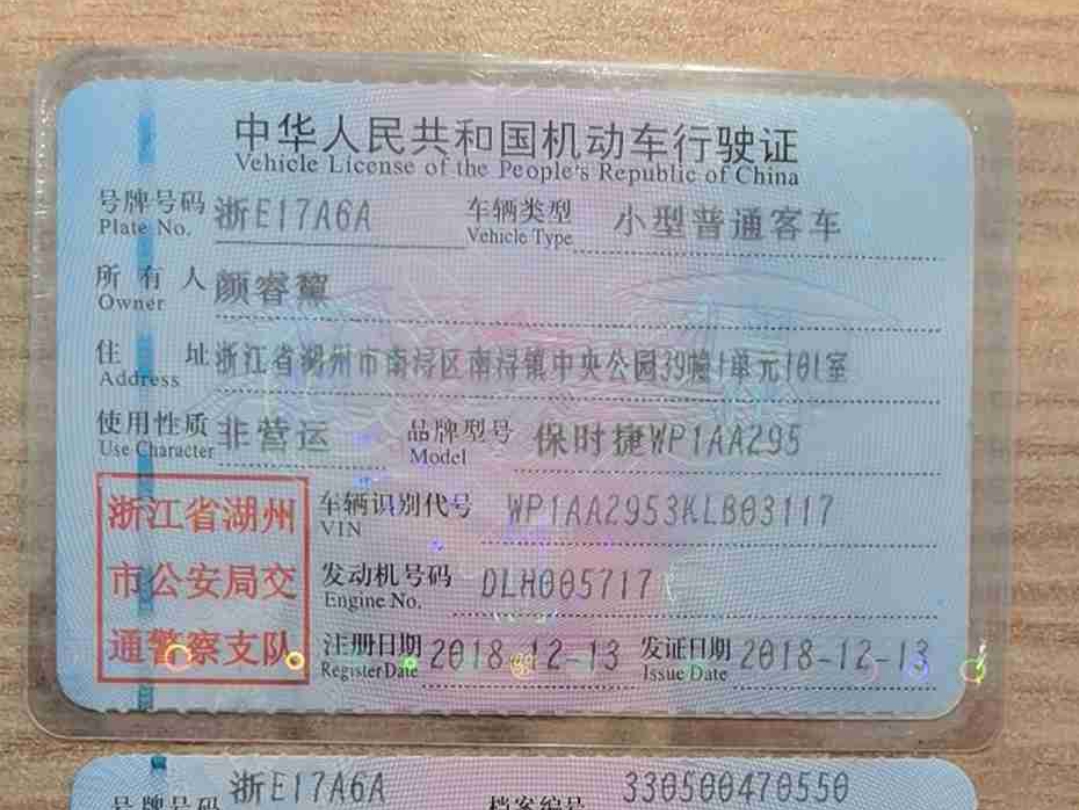 中华人民共和国机动车行驶证
Vehicle License of the People's Republic of China
号牌号码 浙E17A6A 车辆类型 小型普通客车
Plate No. Vehicle Type
所有人 颜睿
Owner
住址 浙江省湖州市南浔区南浔镇中央公园39幢1单元101室
Address
使用性质 非营运 品牌型号 保时捷WP1AA295
Use Character Model
浙江省湖州
市公安局交
通警察支队
车辆识别代号 WP1AA2953KLB03117
VIN
发动机号码 DLH005717
Engine No.
注册日期 2018-12-13 发证日期 2018-12-13
Register Date Issue Date
号牌号码 浙E17A6A 档案编号 330500470550